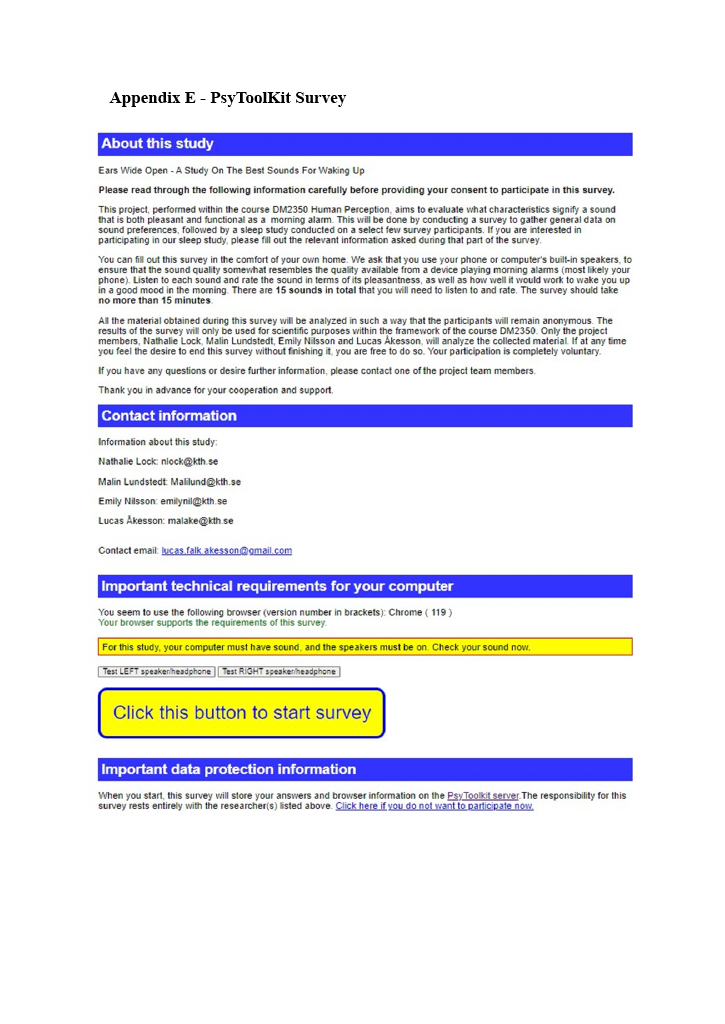 Appendix E - PsyToolKit Survey
About this study
Ears Wide Open - A Study On The Best Sounds For Waking Up
Please read through the following information carefully before providing your consent to participate in this survey.
This project, performed within the course DM2350 Human Perception, aims to evaluate what characteristics signify a sound
that is both pleasant and functional as a morning alarm. This will be done by conducting a survey to gather general data on
sound preferences, followed by a sleep study conducted on a select few survey participants. If you are interested in
participating in our sleep study, please fill out the relevant information asked during that part of the survey.
You can fill out this survey in the comfort of your own home. We ask that you use your phone or computer's built-in speakers, to
ensure that the sound quality somewhat resembles the quality available from a device playing morning alarms (most likely your
phone). Listen to each sound and rate the sound in terms of its pleasantness, as well as how well it would work to wake you up
in a good mood in the morning. There are 15 sounds in total that you will need to listen to and rate. The survey should take
no more than 15 minutes.
All the material obtained during this survey will be analyzed in such a way that the participants will remain anonymous. The
results of the survey will only be used for scientific purposes within the framework of the course DM2350. Only the project
members, Nathalie Lock, Malin Lundstedt, Emily Nilsson and Lucas Åkesson, will analyze the collected material. If at any time
you feel the desire to end this survey without finishing it, you are free to do so. Your participation is completely voluntary.
If you have any questions or desire further information, please contact one of the project team members.
Thank you in advance for your cooperation and support.
Contact information
Information about this study:
Nathalie Lock: nlock@kth.se
Malin Lundstedt: Malilund@kth.se
Emily Nilsson: emilynil@kth.se
Lucas Åkesson: malake@kth.se
Contact email: lucas.falk.akesson@gmail.com
Important technical requirements for your computer
You seem to use the following browser (version number in brackets): Chrome ( 119 )
Your browser supports the requirements of this survey.
For this study, your computer must have sound, and the speakers must be on. Check your sound now.
Test LEFT speaker/headphone Test RIGHT speaker/headphone
Click this button to start survey
Important data protection information
When you start, this survey will store your answers and browser information on the PsyToolkit server.The responsibility for this
survey rests entirely with the researcher(s) listed above. Click here if you do not want to participate now.